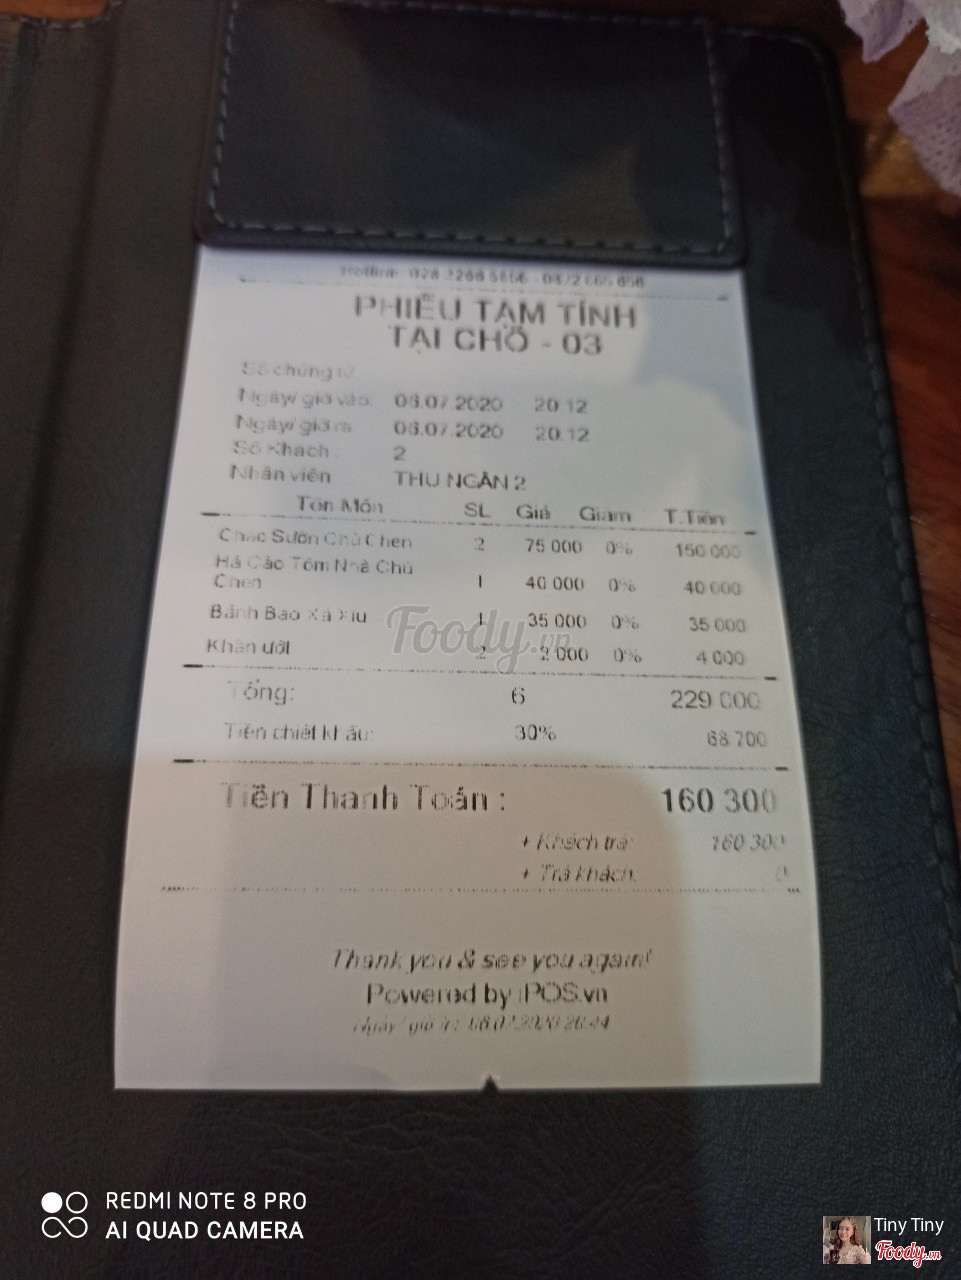 PHIẾU TẠM TÍNH
TẠI CHỖ - 03
Số chứng từ
Ngày/ giờ vào: 06.07.2020 20 12
Ngày/ giờ ra 06.07.2020 20.12
Số Khách : 2
Nhân viên THU NGÂN 2
Tên Món SL Giá Giảm T.Tiền
Cháo Sườn Chú Chen 2 75 000 0% 150 000
Há Cảo Tôm Nhà Chú
Chen 1 40 000 0% 40 000
Bánh Bao Xá Xíu 1 35 000 0% 35 000
Khăn ướt 2 2 000 0% 4 000
Tổng: 6 229 000
Tiền chiết khấu: 30% 68 700
Tiền Thanh Toán : 160 300
+ Khách trả: 160 300
+ Trả khách: 0
Thank you & see you again!
Powered by iPOS.vn
Foody.vn
REDMI NOTE 8 PRO
AI QUAD CAMERA
Tiny Tiny
Foody.vn